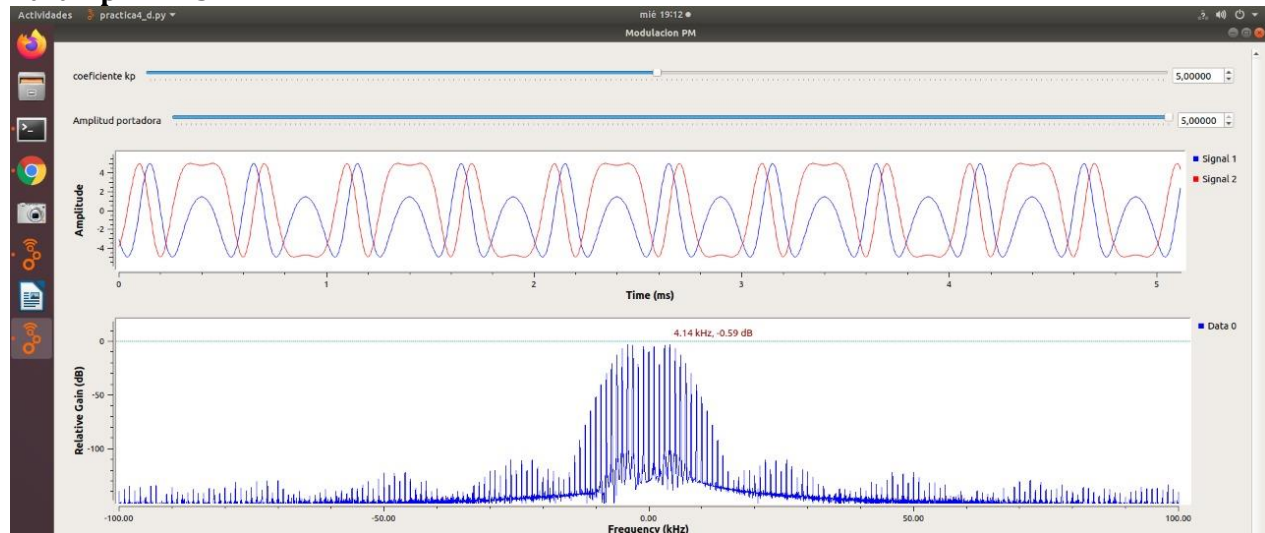 Actividades practica4_d.py mié 19:12
Modulacion PM
coeficiente kp 5,00000
Amplitud portadora 5,00000
Signal 1
Signal 2
Amplitude
4
2
0
-2
-4
0 1 2 3 4 5
Time (ms)
4.14 kHz, -0.59 dB
Data 0
Relative Gain (dB)
0
-50
-100
-100.00 -50.00 0.00 50.00 100.00
Frequency (kHz)